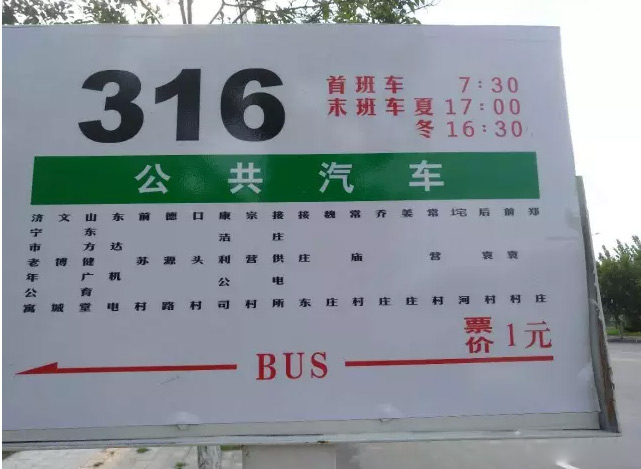 316
首班车 7:30
末班车 夏 17:00
冬 16:30
公共汽车
济宁市老年公寓
文博城
山东方健广育堂
东达机电
前苏村
德源路
口头村
康洁利公司
宗营村
接庄供电所
接庄东
魏庄
常庙村
乔庄
姜庄
常营村
河
后袁村
前袁村
郑庄
票价 1元
BUS